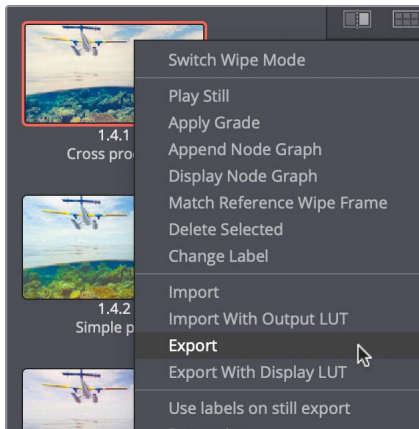 1.4.1
Cross pro
1.4.2
Simple p
Switch Wipe Mode
Play Still
Apply Grade
Append Node Graph
Display Node Graph
Match Reference Wipe Frame
Delete Selected
Change Label
Import
Import With Output LUT
Export
Export With Display LUT
Use labels on still export